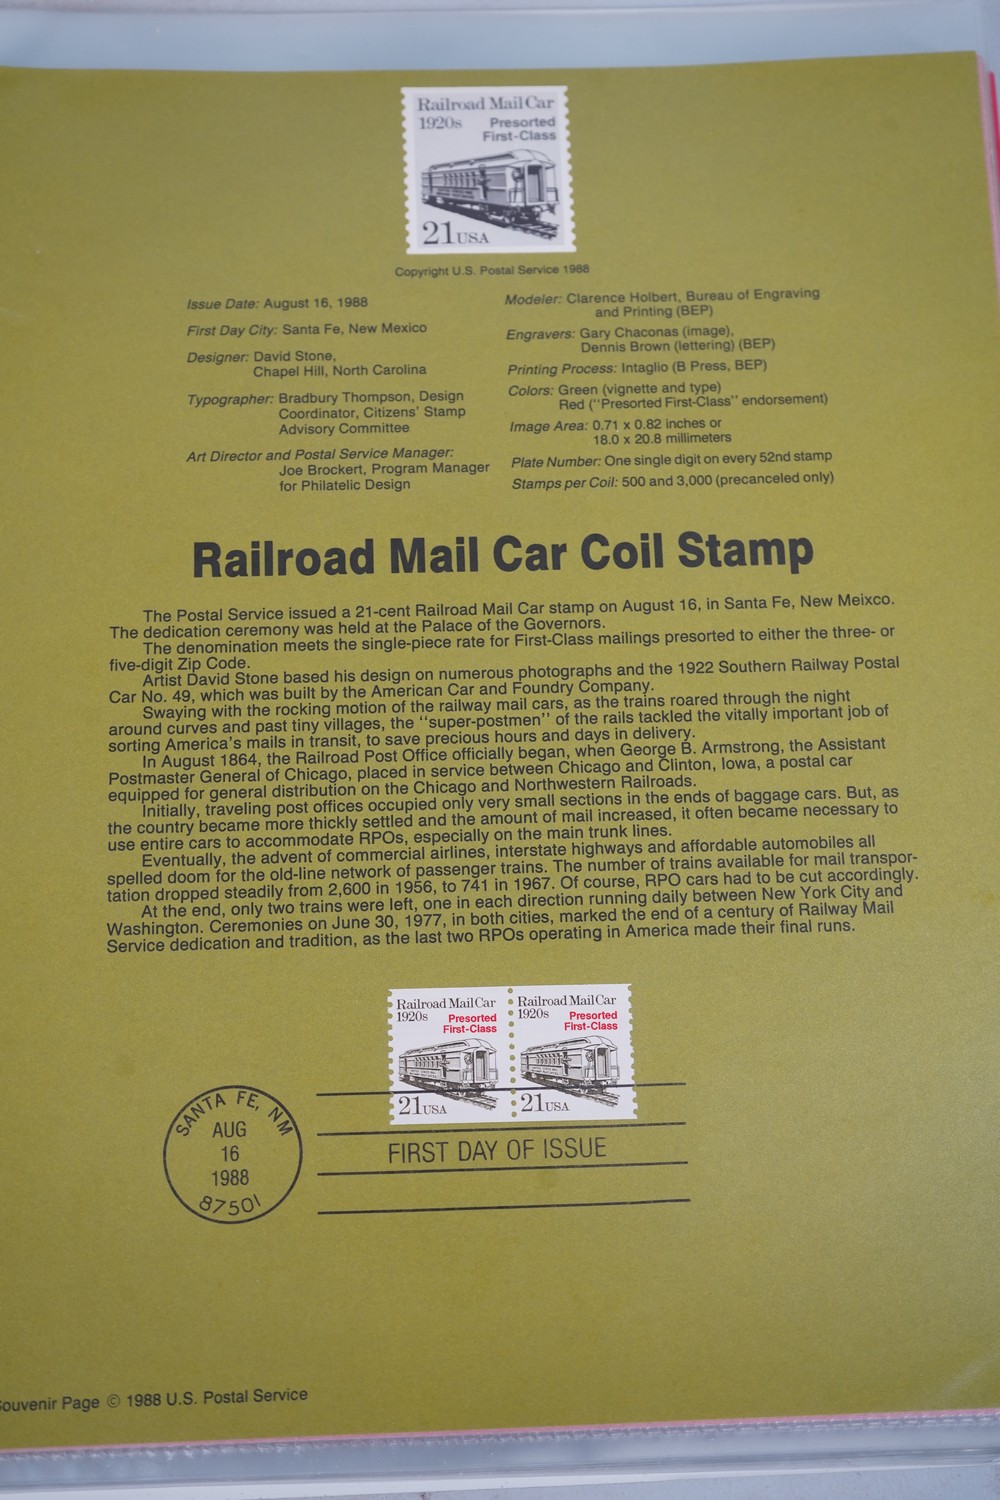 Railroad Mail Car
1920s Presorted
First-Class
21 USA
Copyright U.S. Postal Service 1988
Issue Date: August 16, 1988
First Day City: Santa Fe, New Mexico
Designer: David Stone,
Chapel Hill, North Carolina
Typographer: Bradbury Thompson, Design
Coordinator, Citizens' Stamp
Advisory Committee
Art Director and Postal Service Manager:
Joe Brockert, Program Manager
for Philatelic Design
Modeler: Clarence Holbert, Bureau of Engraving
and Printing (BEP)
Engravers: Gary Chaconas (image),
Dennis Brown (lettering) (BEP)
Printing Process: Intaglio (B Press, BEP)
Colors: Green (vignette and type)
Red ("Presorted First-Class" endorsement)
Image Area: 0.71 x 0.82 inches or
18.0 x 20.8 millimeters
Plate Number: One single digit on every 52nd stamp
Stamps per Coil: 500 and 3,000 (precanceled only)
Railroad Mail Car Coil Stamp
The Postal Service issued a 21-cent Railroad Mail Car stamp on August 16, in Santa Fe, New Meixco.
The dedication ceremony was held at the Palace of the Governors.
The denomination meets the single-piece rate for First-Class mailings presorted to either the three- or
five-digit Zip Code.
Artist David Stone based his design on numerous photographs and the 1922 Southern Railway Postal
Car No. 49, which was built by the American Car and Foundry Company.
Swaying with the rocking motion of the railway mail cars, as the trains roared through the night
around curves and past tiny villages, the "super-postmen" of the rails tackled the vitally important job of
sorting America's mails in transit, to save precious hours and days in delivery.
In August 1864, the Railroad Post Office officially began, when George B. Armstrong, the Assistant
Postmaster General of Chicago, placed in service between Chicago and Clinton, Iowa, a postal car
equipped for general distribution on the Chicago and Northwestern Railroads.
Initially, traveling post offices occupied only very small sections in the ends of baggage cars. But, as
the country became more thickly settled and the amount of mail increased, it often became necessary to
use entire cars to accommodate RPOs, especially on the main trunk lines.
Eventually, the advent of commercial airlines, interstate highways and affordable automobiles all
spelled doom for the old-line network of passenger trains. The number of trains available for mail transpor-
tation dropped steadily from 2,600 in 1956, to 741 in 1967. Of course, RPO cars had to be cut accordingly.
At the end, only two trains were left, one in each direction running daily between New York City and
Washington. Ceremonies on June 30, 1977, in both cities, marked the end of a century of Railway Mail
Service dedication and tradition, as the last two RPOs operating in America made their final runs.
Railroad Mail Car
1920s Presorted
First-Class
21 USA
Railroad Mail Car
1920s Presorted
First-Class
21 USA
SANTA FE, NM
AUG
16
1988
87501
FIRST DAY OF ISSUE
Souvenir Page © 1988 U.S. Postal Service